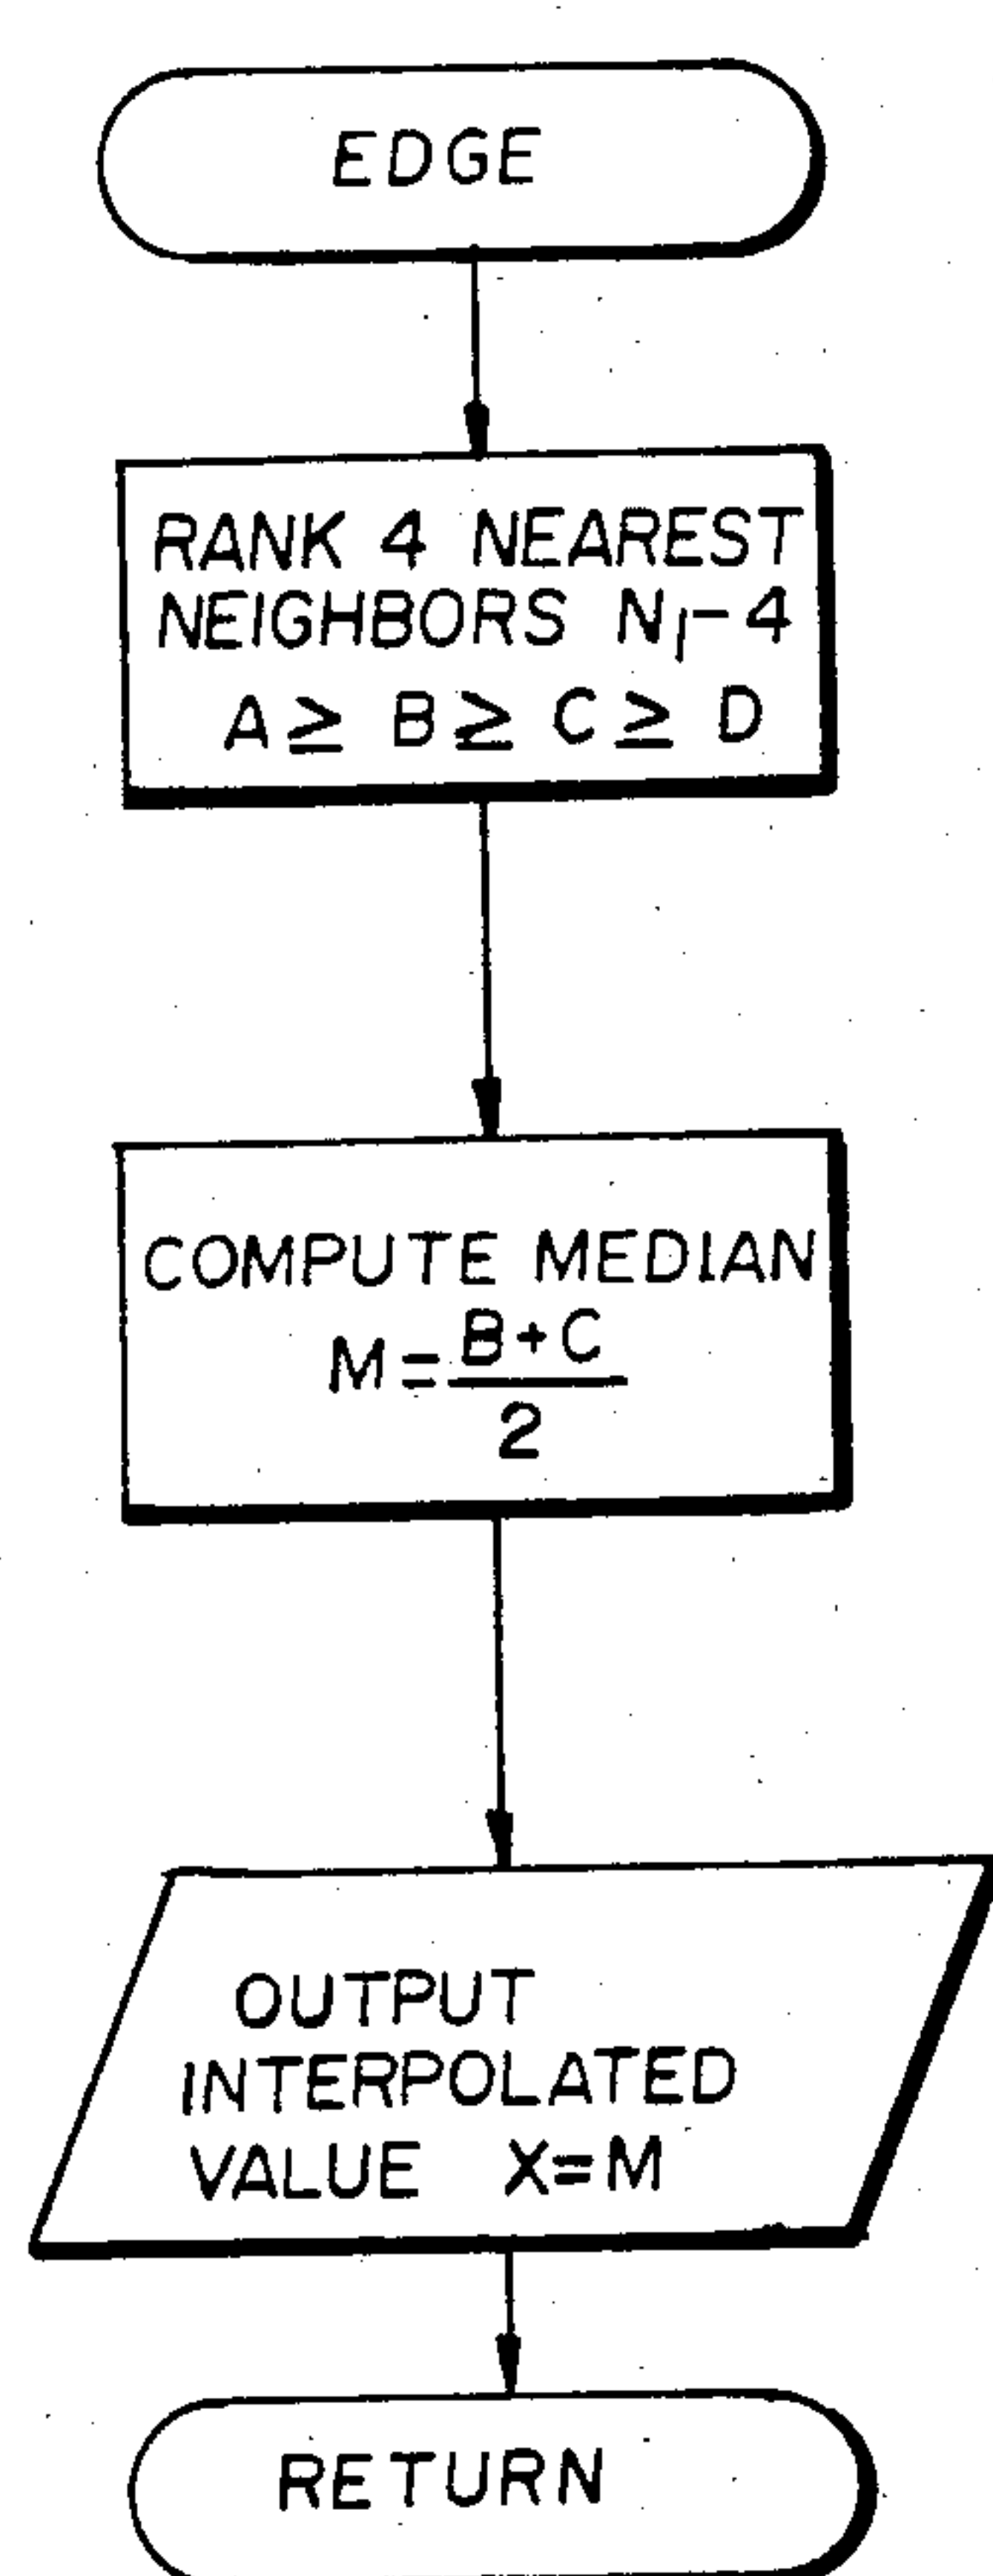 EDGE
RANK 4 NEAREST
NEIGHBORS N₁-4
A ≥ B ≥ C ≥ D
COMPUTE MEDIAN
M = B + C
2
OUTPUT
INTERPOLATED
VALUE X=M
RETURN